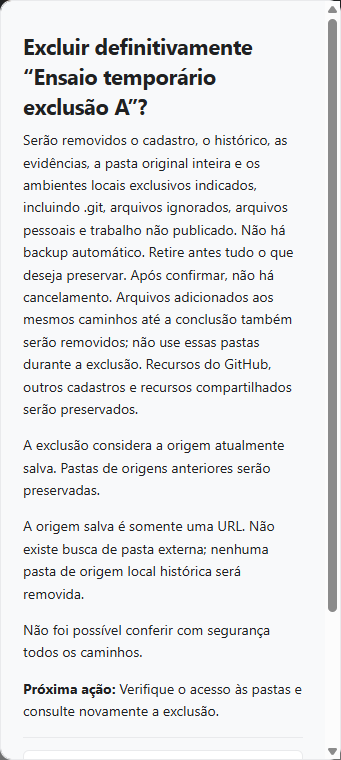 Excluir definitivamente
“Ensaio temporário
exclusão A”?
Serão removidos o cadastro, o histórico, as
evidências, a pasta original inteira e os
ambientes locais exclusivos indicados,
incluindo .git, arquivos ignorados, arquivos
pessoais e trabalho não publicado. Não há
backup automático. Retire antes tudo o que
deseja preservar. Após confirmar, não há
cancelamento. Arquivos adicionados aos
mesmos caminhos até a conclusão também
serão removidos; não use essas pastas
durante a exclusão. Recursos do GitHub,
outros cadastros e recursos compartilhados
serão preservados.
A exclusão considera a origem atualmente
salva. Pastas de origens anteriores serão
preservadas.
A origem salva é somente uma URL. Não
existe busca de pasta externa; nenhuma
pasta de origem local histórica será
removida.
Não foi possível conferir com segurança
todos os caminhos.
Próxima ação: Verifique o acesso às pastas e
consulte novamente a exclusão.